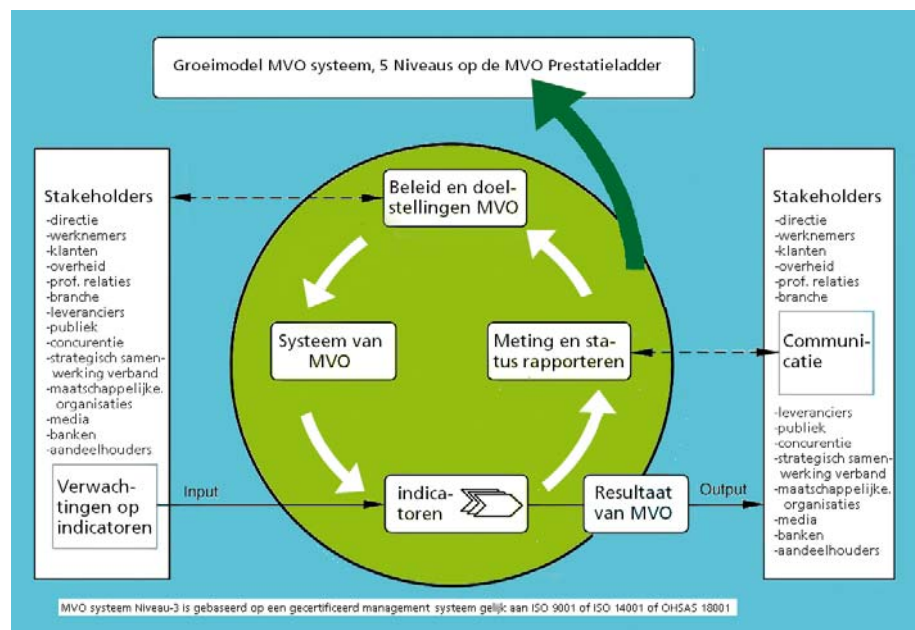 Groeimodel MVO systeem, 5 Niveaus op de MVO Prestatieladder
Stakeholders
-directie
-werknemers
-klanten
-overheid
-prof. relaties
-branche
-leveranciers
-publiek
-concurentie
-strategisch samen-
werking verband
-maatschappelijke.
organisaties
-media
-banken
-aandeelhouders
Verwach-
tingen op
indicatoren
Input
Beleid en doel-
stellingen MVO
Systeem van
MVO
Meting en sta-
tus rapporteren
indica-
toren
Resultaat
van MVO
Output
Stakeholders
-directie
-werknemers
-klanten
-overheid
-prof. relaties
-branche
Communi-
catie
-leveranciers
-publiek
-concurentie
-strategisch samen-
werking verband
-maatschappelijke.
organisaties
-media
-banken
-aandeelhouders
MVO systeem Niveau-3 is gebaseerd op een gecertificeerd management systeem gelijk aan ISO 9001 of ISO 14001 of OHSAS 18001